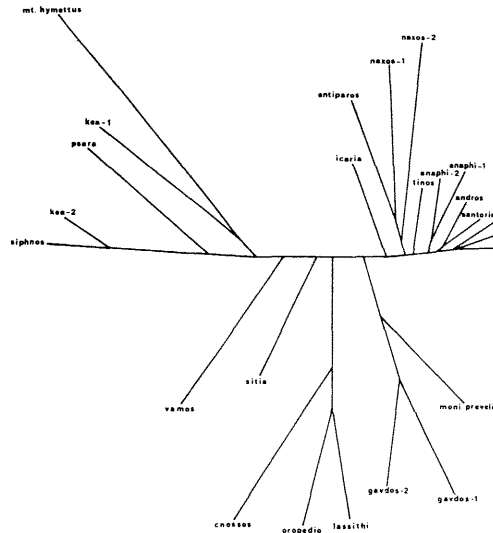 mt. hymettus
naxos-2
naxos-1
antiparos
kea-1
psara
icaria
anaphi-1
anaphi-2
tinos
andros
kea-2
siphnos
sitia
vamos
moni preveli
gavdos-2
gavdos-1
cnossos
oropedio
lassithi